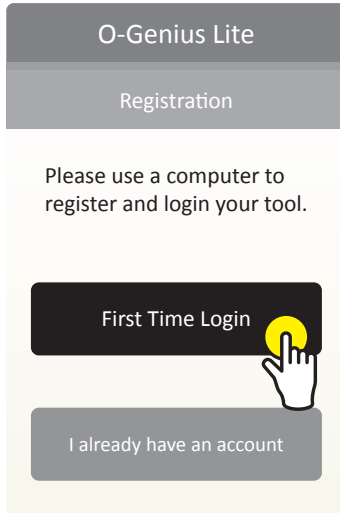 O-Genius Lite
Registration
Please use a computer to
register and login your tool.
First Time Login
I already have an account